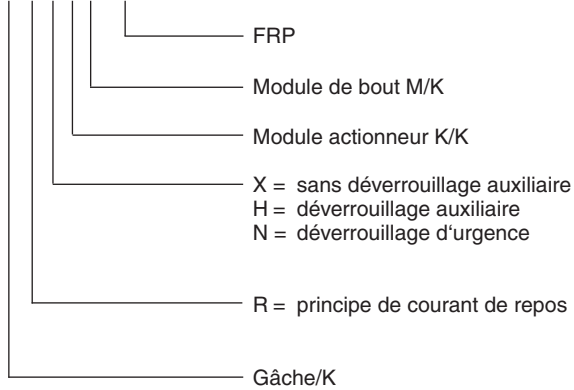 FRP
Module de bout M/K
Module actionneur K/K
X = sans déverrouillage auxiliaire
H = déverrouillage auxiliaire
N = déverrouillage d‘urgence
R = principe de courant de repos
Gâche/K